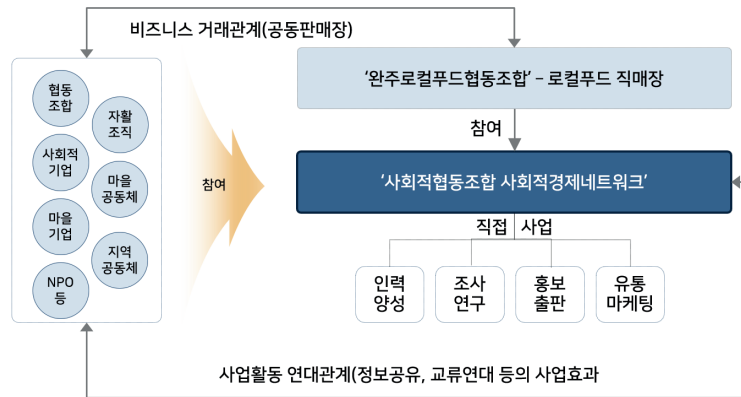 비즈니스 거래관계(공동판매장)
협동
조합
자활
조직
사회적
기업
마을
공동체
마을
기업
지역
공동체
NPO
등
참여
‘완주로컬푸드협동조합’ – 로컬푸드 직매장
참여
‘사회적협동조합 사회적경제네트워크’
직접 사업
인력
양성
조사
연구
홍보
출판
유통
마케팅
사업활동 연대관계(정보공유, 교류연대 등의 사업효과